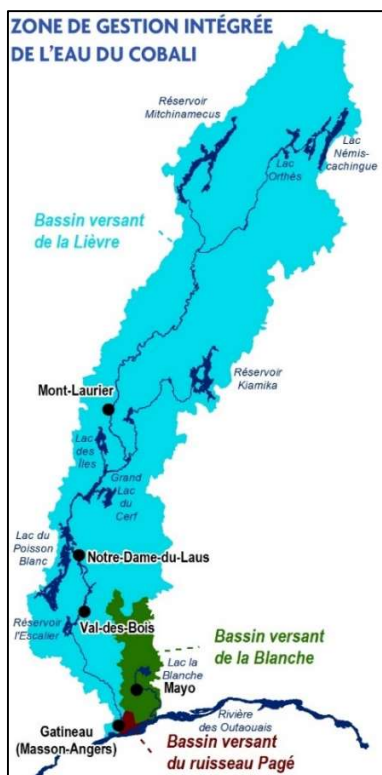 ZONE DE GESTION INTÉGRÉE
DE L'EAU DU COBALI
Réservoir
Mitchinamecus
Lac
Némis-
cachingue
Lac
Orthès
Bassin versant
de la Lièvre
Réservoir
Kiamika
Mont-Laurier
Lac
des
Îles
Grand
Lac
du
Cerf
Lac du
Poisson
Blanc
Notre-Dame-du-Laus
Réservoir
l'Escalier
Val-des-Bois
Bassin versant
de la Blanche
Lac la
Blanche
Mayo
Gatineau
(Masson-Angers)
Rivière
des Outaouais
Bassin versant
du ruisseau Pagé